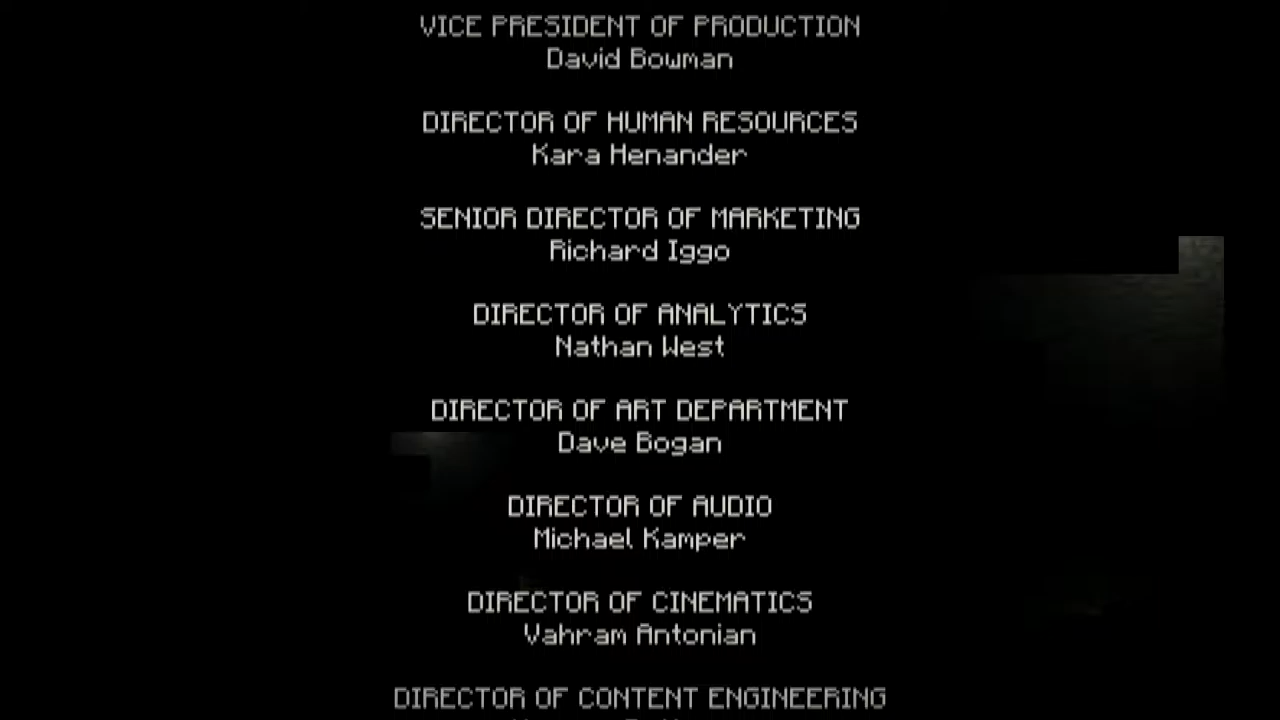 VICE PRESIDENT OF PRODUCTION
David Bowman
DIRECTOR OF HUMAN RESOURCES
Kara Henander
SENIOR DIRECTOR OF MARKETING
Richard Iggo
DIRECTOR OF ANALYTICS
Nathan West
DIRECTOR OF ART DEPARTMENT
Dave Bogan
DIRECTOR OF AUDIO
Michael Kamper
DIRECTOR OF CINEMATICS
Vahram Antonian
DIRECTOR OF CONTENT ENGINEERING